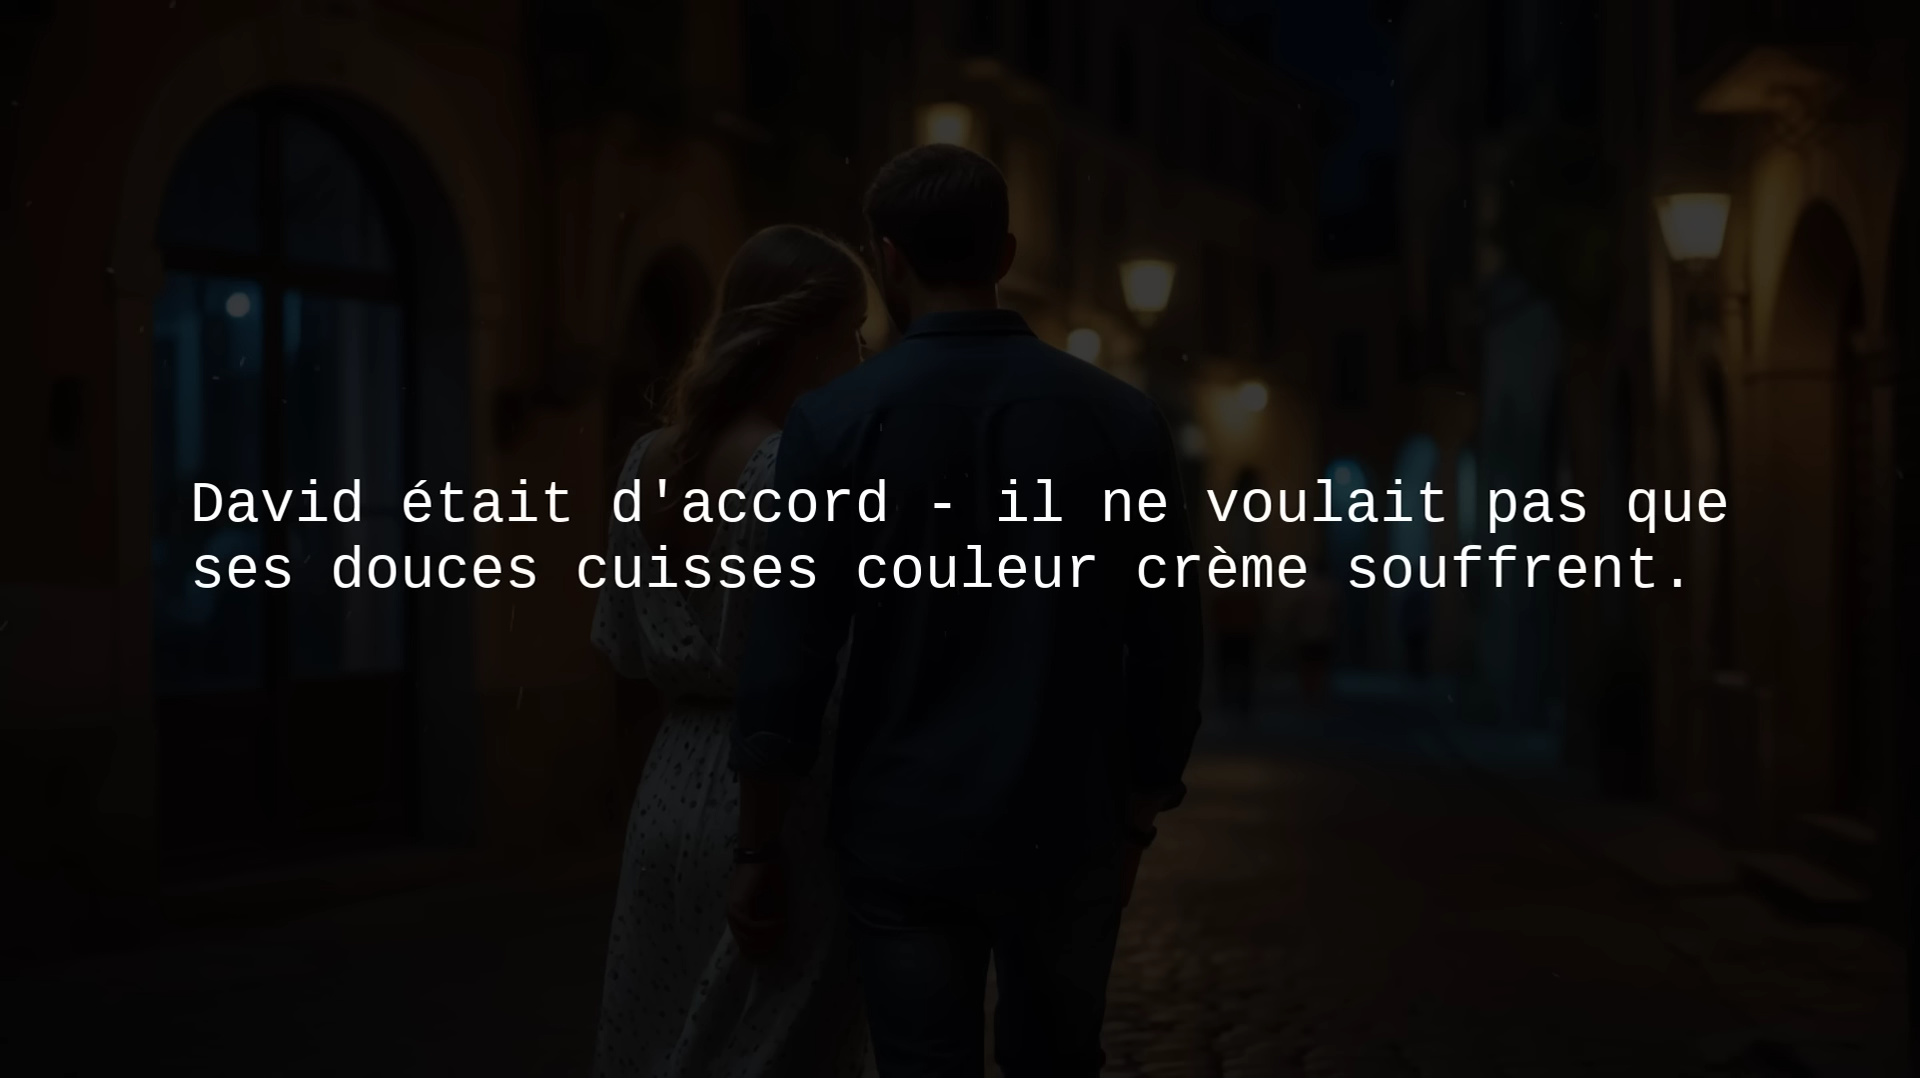 David était d'accord - il ne voulait pas que
ses douces cuisses couleur crème souffrent.